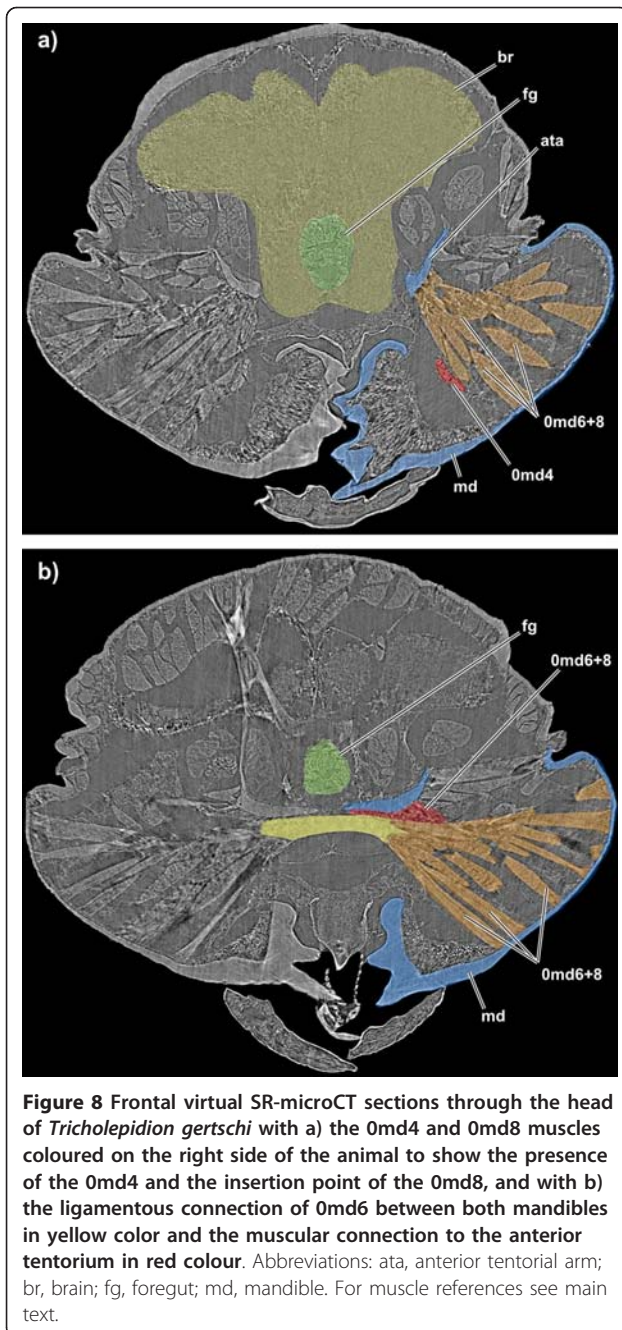 a)
br
fg
ata
0md6+8
0md4
md
b)
fg
0md6+8
0md6+8
md
Figure 8 Frontal virtual SR-microCT sections through the head
of Tricholepidion gertschi with a) the 0md4 and 0md8 muscles
coloured on the right side of the animal to show the presence
of the 0md4 and the insertion point of the 0md8, and with b)
the ligamentous connection of 0md6 between both mandibles
in yellow color and the muscular connection to the anterior
tentorium in red colour. Abbreviations: ata, anterior tentorial arm;
br, brain; fg, foregut; md, mandible. For muscle references see main
text.